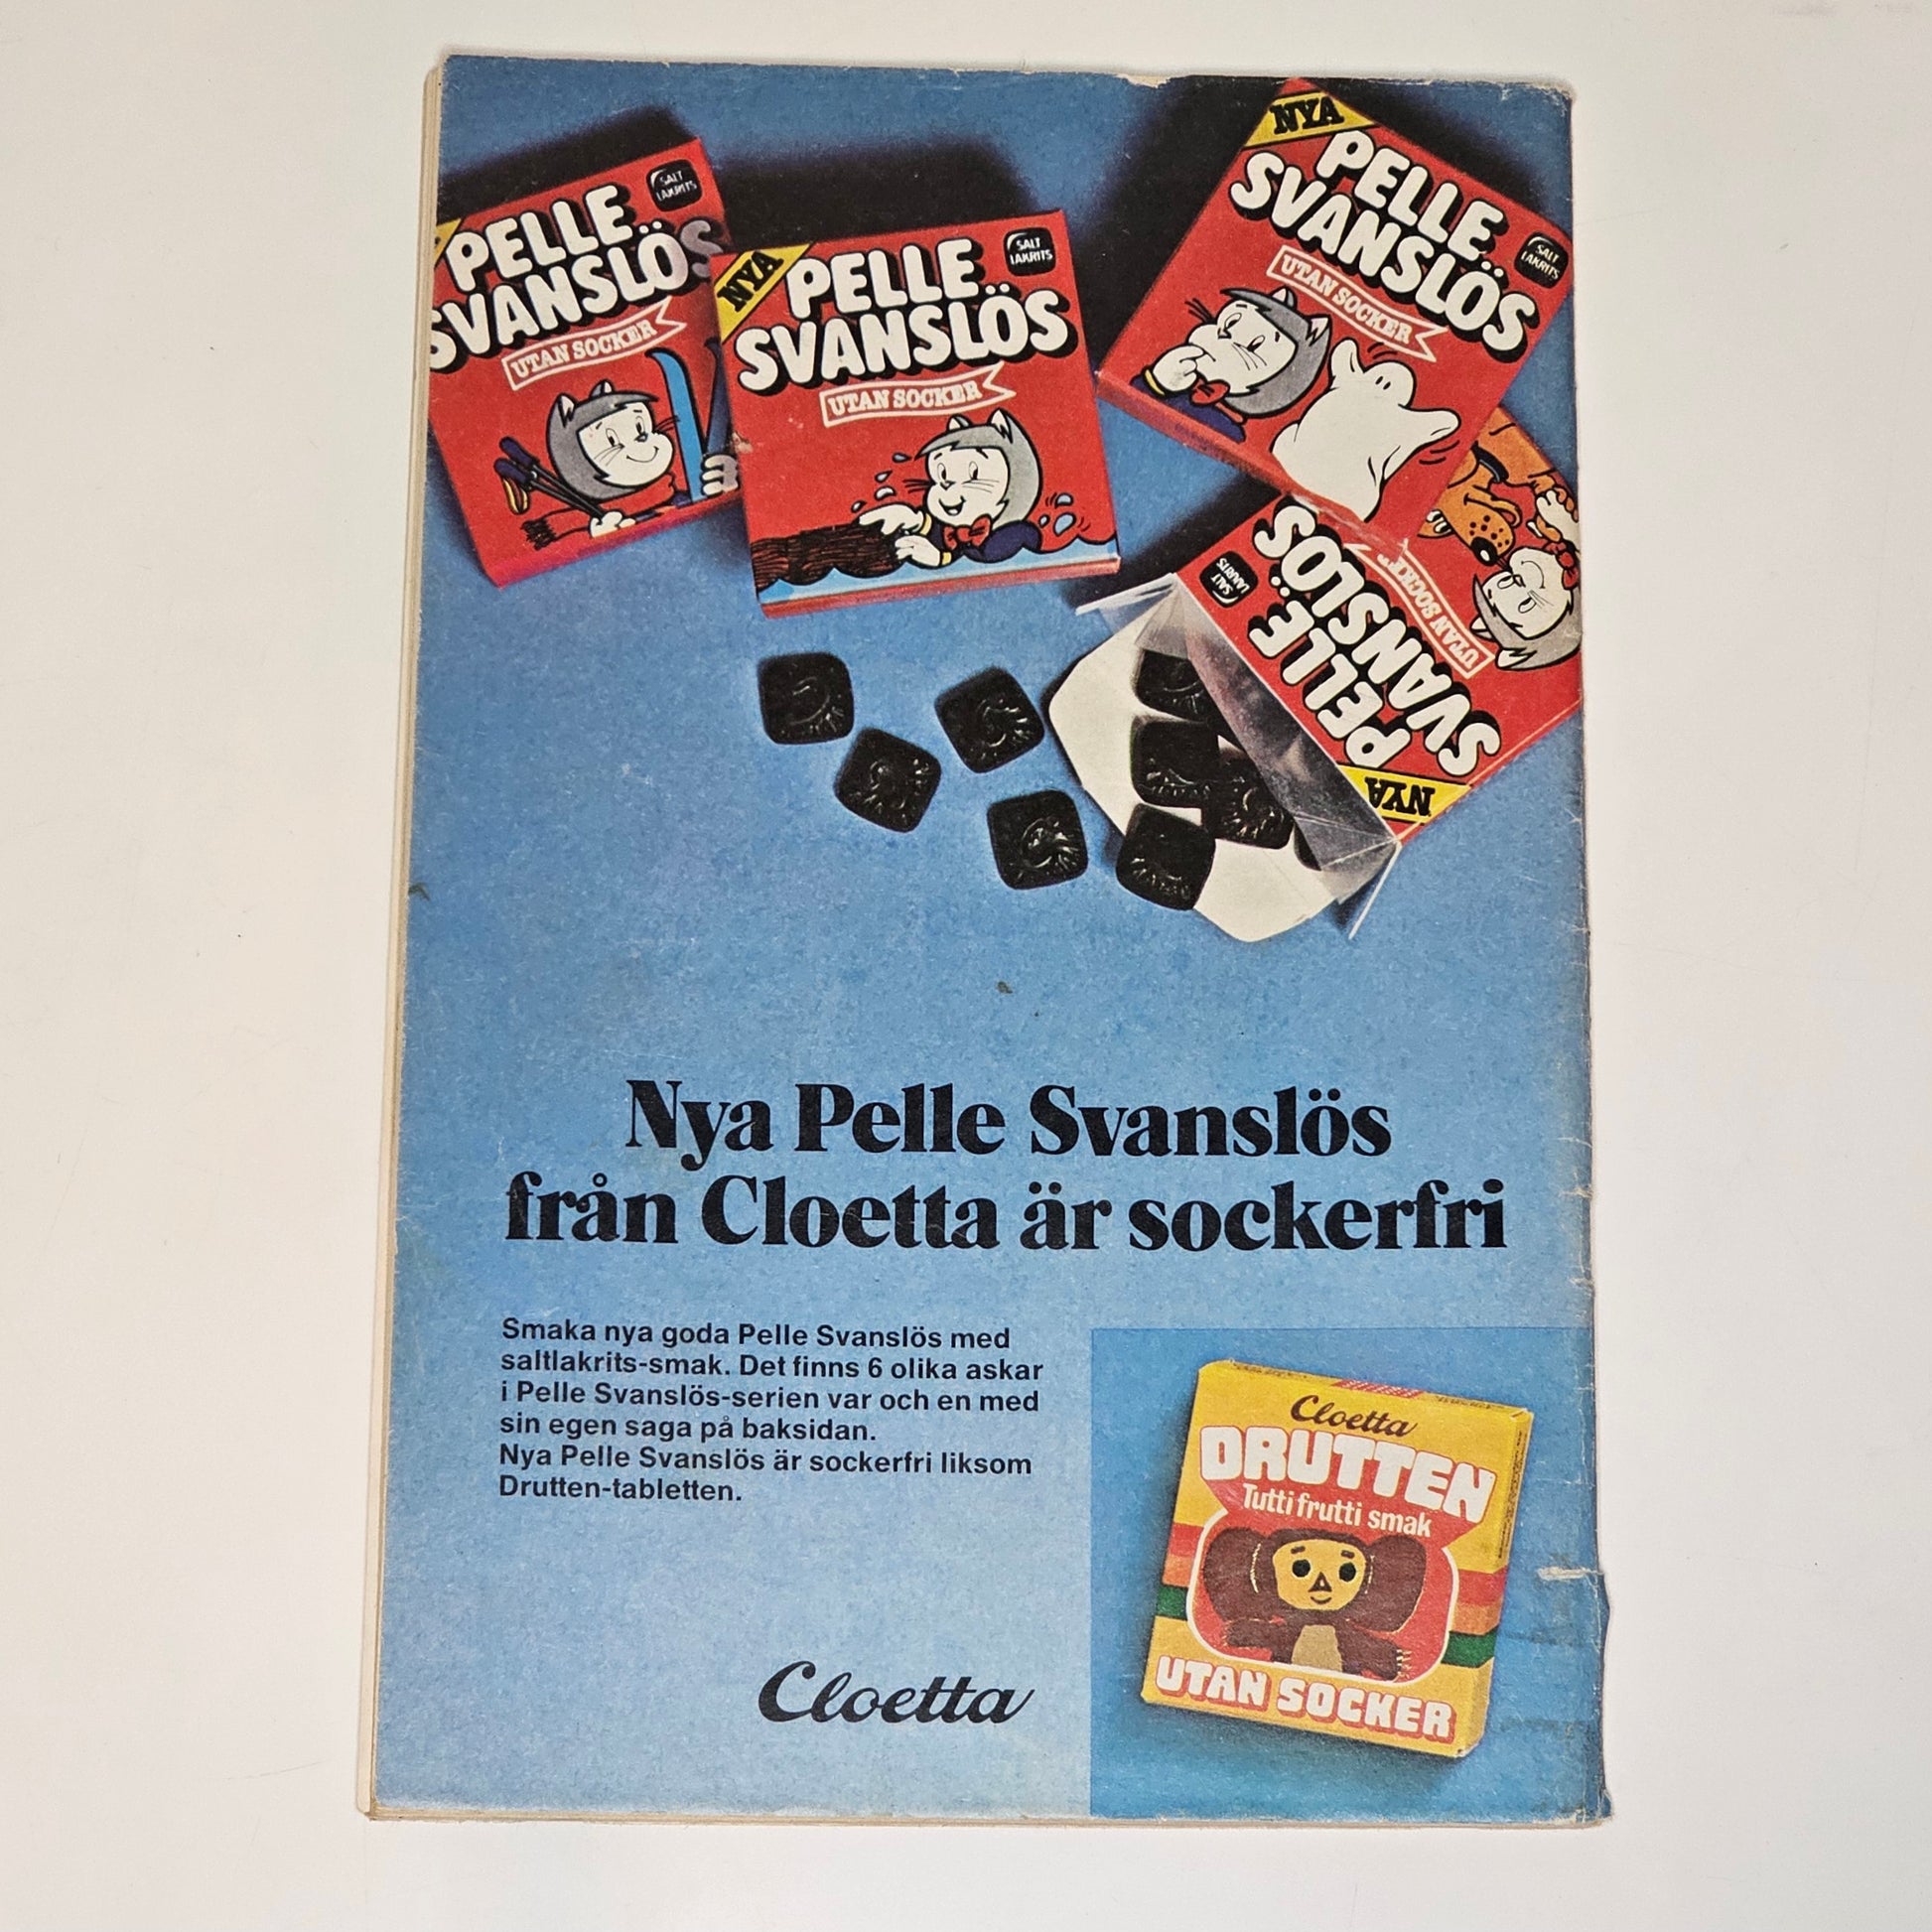 PELLE
SVANSLÖS
UTAN SOCKER
SALT
LAKRITS
NYA
PELLE
SVANSLÖS
UTAN SOCKER
SALT
LAKRITS
NYA
PELLE
SVANSLÖS
UTAN SOCKER
SALT
LAKRITS
NYA
PELLE
SVANSLÖS
UTAN
SALT
LAKRITS
Nya Pelle Svanslös
från Cloetta är sockerfri
Smaka nya goda Pelle Svanslös med
saltlakrits-smak. Det finns 6 olika askar
i Pelle Svanslös-serien var och en med
sin egen saga på baksidan.
Nya Pelle Svanslös är sockerfri liksom
Drutten-tabletten.
Cloetta
Cloetta
DRUTTEN
Tutti frutti smak
UTAN SOCKER